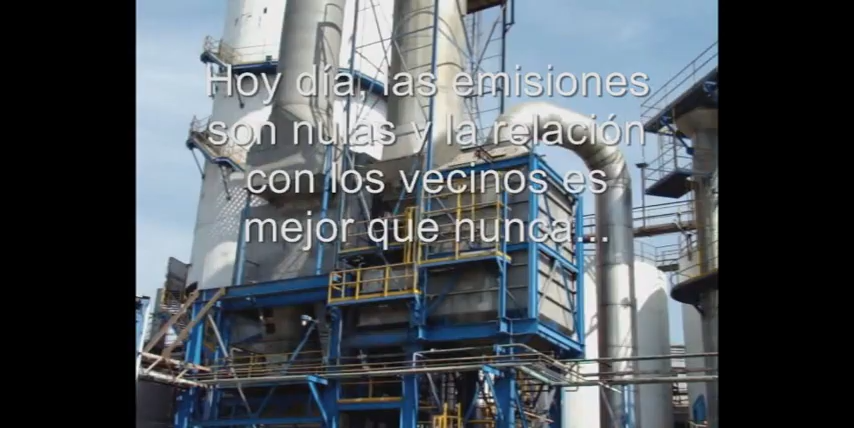 Hoy día, las emisiones
son nulas y la relación
con los vecinos es
mejor que nunca...